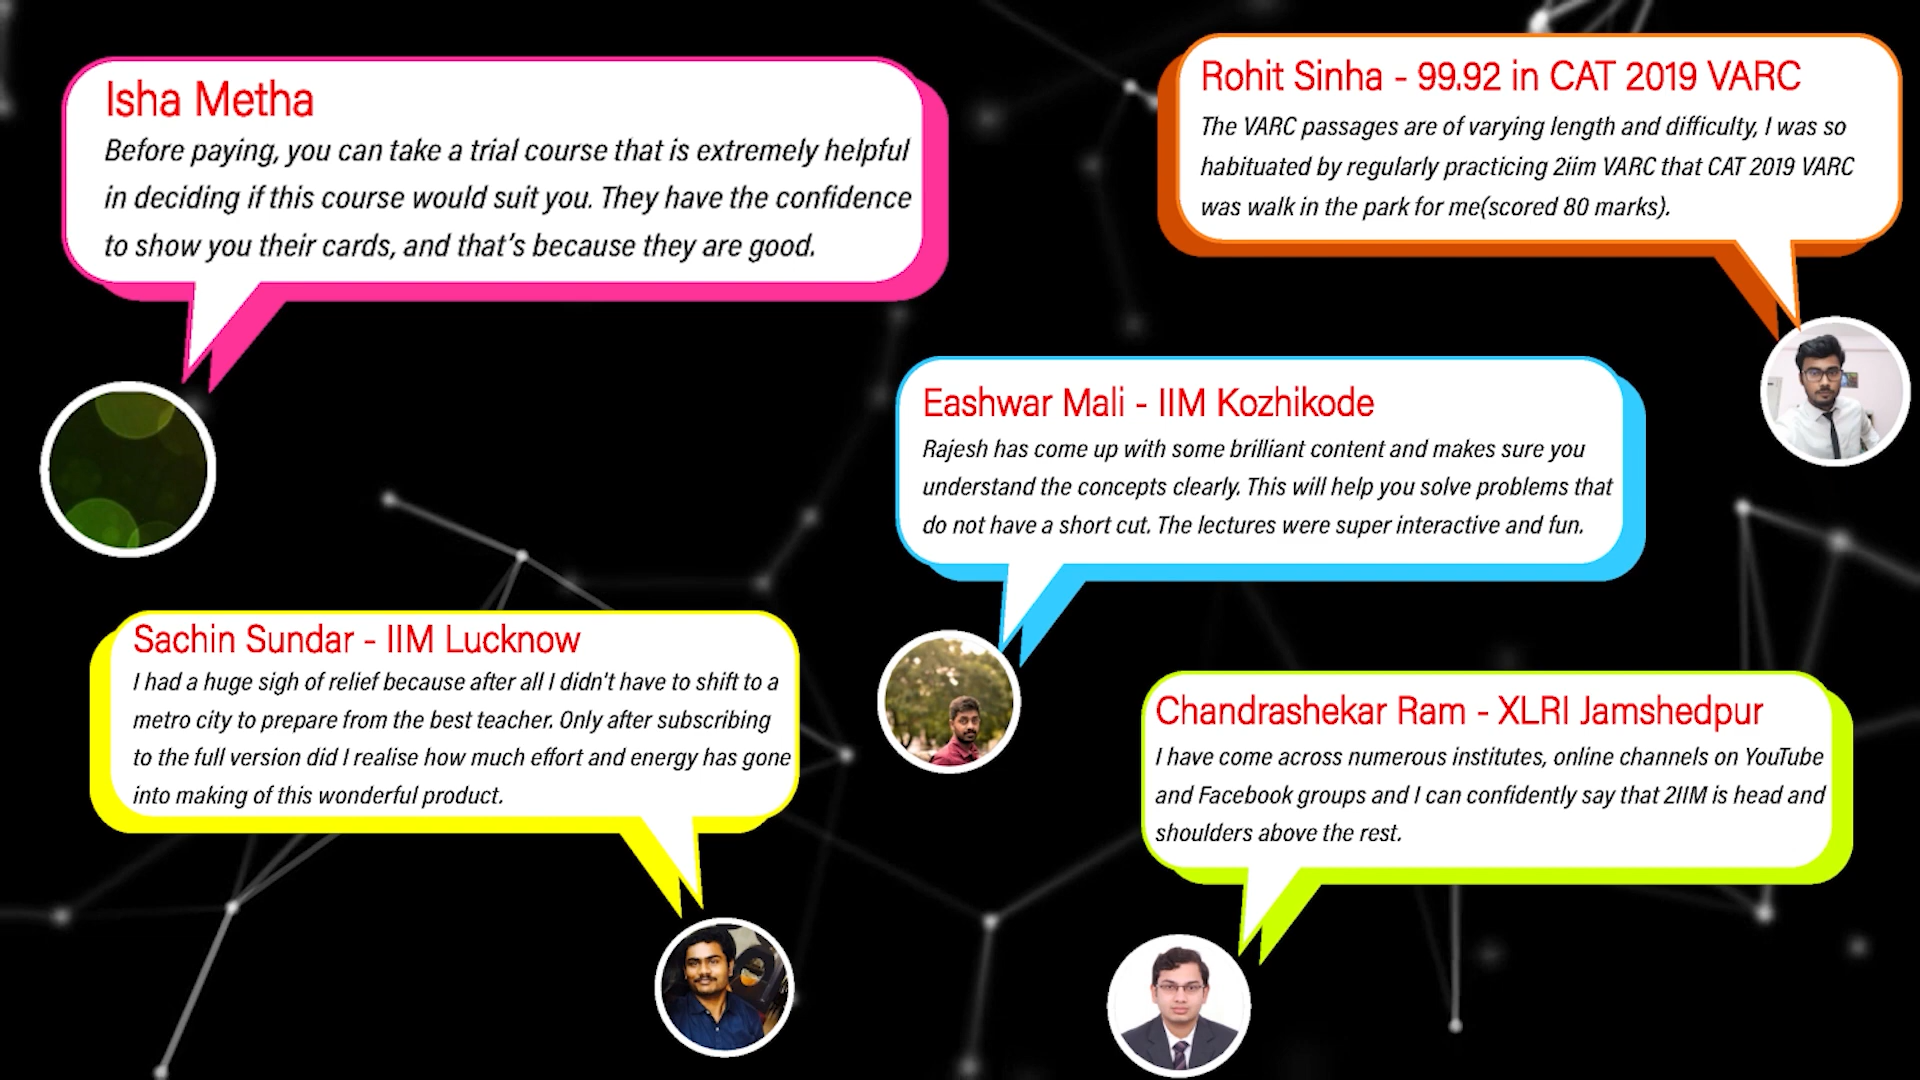 Isha Metha
Before paying, you can take a trial course that is extremely helpful
in deciding if this course would suit you. They have the confidence
to show you their cards, and that's because they are good.
Rohit Sinha - 99.92 in CAT 2019 VARC
The VARC passages are of varying length and difficulty, I was so
habituated by regularly practicing 2iim VARC that CAT 2019 VARC
was walk in the park for me(scored 80 marks).
Eashwar Mali - IIM Kozhikode
Rajesh has come up with some brilliant content and makes sure you
understand the concepts clearly. This will help you solve problems that
do not have a short cut. The lectures were super interactive and fun.
Sachin Sundar - IIM Lucknow
I had a huge sigh of relief because after all I didn't have to shift to a
metro city to prepare from the best teacher. Only after subscribing
to the full version did I realise how much effort and energy has gone
into making of this wonderful product.
Chandrashekar Ram - XLRI Jamshedpur
I have come across numerous institutes, online channels on YouTube
and Facebook groups and I can confidently say that 2IIM is head and
shoulders above the rest.